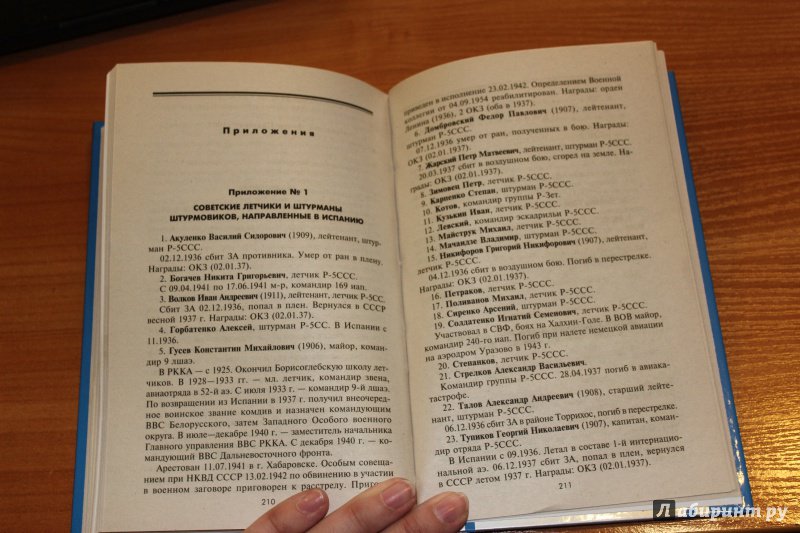 Приложения
Приложение № 1
СОВЕТСКИЕ ЛЕТЧИКИ И ШТУРМАНЫ
ШТУРМОВИКОВ, НАПРАВЛЕННЫЕ В ИСПАНИЮ
1. Акуленко Василий Сидорович (1909), лейтенант, штур-
ман Р-5ССС.
02.12.1936 сбит ЗА противника. Умер от ран в плену.
Награды: ОКЗ (02.01.37).
2. Богачев Никита Григорьевич, летчик Р-5ССС.
С 09.04.1941 по 17.06.1941 м-р, командир 169 иап.
3. Волков Иван Андреевич (1911), лейтенант, летчик Р-5ССС.
Сбит ЗА 02.12.1936, попал в плен. Вернулся в СССР
весной 1937 г. Награды: ОКЗ (02.01.37).
4. Горбатенко Алексей, штурман Р-5СС. В Испании с
11.1936.
5. Гусев Константин Михайлович (1906), майор, коман-
дир 9 лшаэ.
В РККА — с 1925. Окончил Борисоглебскую школу лет-
чиков. В 1928—1933 гг. — мл. летчик, командир звена,
авиаотряда в 52-й аэ. С июля 1933 г. — командир 9-й лшаэ.
По возвращении из Испании в 1937 г. получил внеочеред-
ное воинское звание комдив и назначен командующим
ВВС Белорусского, затем Западного Особого военного
округа. В июле—декабре 1940 г. — заместитель начальника
Главного управления ВВС РККА. С декабря 1940 г. — ко-
мандующий ВВС Дальневосточного фронта.
Арестован 11.07.1941 в г. Хабаровске. Особым совещани-
ем при НКВД СССР 13.02.1942 по обвинению в участии
в военном заговоре приговорен к расстрелу. Приго-
210
приведен в исполнение 23.02.1942. Определением Военной
коллегии от 04.09.1954 реабилитирован. Награды: орден
Ленина (1936), 2 ОКЗ (оба в 1937).
6. Домбровский Федор Павлович (1907), лейтенант,
штурман Р-5ССС.
07.12.1936 умер от ран, полученных в бою. Награды:
ОКЗ (02.01.1937).
7. Жарский Петр Матвеевич, лейтенант, штурман Р-5ССС.
20.03.1937 сбит в воздушном бою, сгорел на земле. На-
грады: ОКЗ (02.01.1937).
8. Зимовец Петр, летчик Р-5ССС.
9. Карпенко Степан, штурман Р-5ССС.
10. Котов, командир группы Р-Зет.
11. Кузькин Иван, летчик Р-5ССС.
12. Левский, командир эскадрильи Р-5ССС.
13. Майструк Михаил, летчик Р-5ССС.
14. Мачаидзе Владимир, штурман Р-5ССС.
15. Никифоров Григорий Никифорович (1907), лейтенант,
летчик Р-5ССС.
04.12.1936 сбит в воздушном бою. Погиб в перестрелке.
ОКЗ (02.01.1937).
16. Петраков, летчик Р-5ССС.
17. Поливанов Михаил, летчик Р-5ССС.
18. Сиренко Арсений, штурман Р-5ССС.
19. Солдатенко Игнатий Семенович, летчик Р-5ССС.
Участвовал в СВФ, боях на Халхин-Голе. В ВОВ майор,
командир 240-го иап. Погиб при налете немецкой авиации
на аэродром Уразово в 1943 г.
20. Степанков, летчик Р-5ССС.
21. Стрелков Александр Васильевич.
Командир группы Р-5ССС. 28.04.1937 погиб в авиака-
тастрофе.
22. Талов Александр Андреевич (1908), старший лейте-
нант, штурман Р-5ССС.
06.12.1936 сбит ЗА в районе Торрихос, погиб в перестрелке.
23. Тупиков Георгий Николаевич (1907), капитан, коман-
дир отряда Р-5ССС.
В Испании с 09.1936. Летал в составе 1-й интернацио-
нальной аэ. 06.12.1937 сбит ЗА, попал в плен, вернулся
в СССР летом 1937 г. Награды: ОКЗ (02.01.1937).
211
Лабиринт.ру